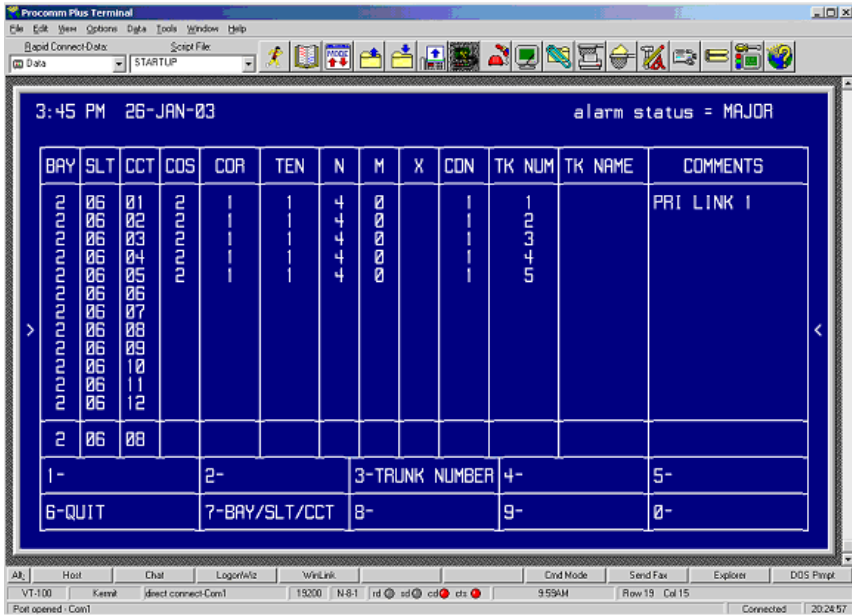 Procomm Plus Terminal
File Edit View Options Data Tools Window Help
Rapid Connect-Data: Script File:
Data STARTUP MODE
3:45 PM 26-JAN-03 alarm status = MAJOR
BAY SLT CCT COS COR TEN N M X CDN TK NUM TK NAME COMMENTS
2 06 01 2 1 1 4 0 1 1 PRI LINK 1
2 06 02 2 1 1 4 0 1 2
2 06 03 2 1 1 4 0 1 3
2 06 04 2 1 1 4 0 1 4
2 06 05 2 1 1 4 0 1 5
2 06 06
2 06 07
> 2 06 08 <
2 06 09
2 06 10
2 06 11
2 06 12
2 06 08
1- 2- 3-TRUNK NUMBER 4- 5-
6-QUIT 7-BAY/SLT/CCT 8- 9- 0-
Alt; Host Chat LogonWiz WinLink Cmd Mode Send Fax Explorer DOS Prmpt
VT-100 Kermit direct connect-Com1 19200 N-8-1 rd sd cd cts 9:59AM Row 19 Col 15
Port opened - Com1 Connected 20:24:57